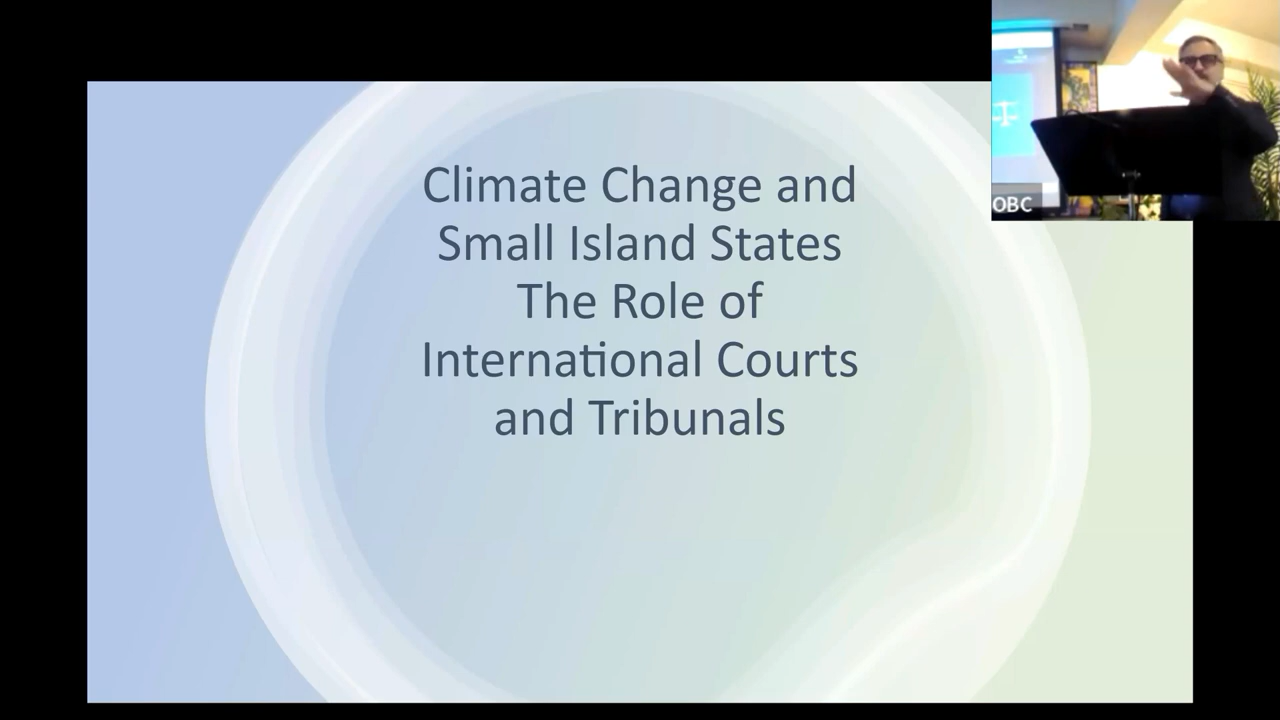 Climate Change and
Small Island States
The Role of
International Courts
and Tribunals
OBC